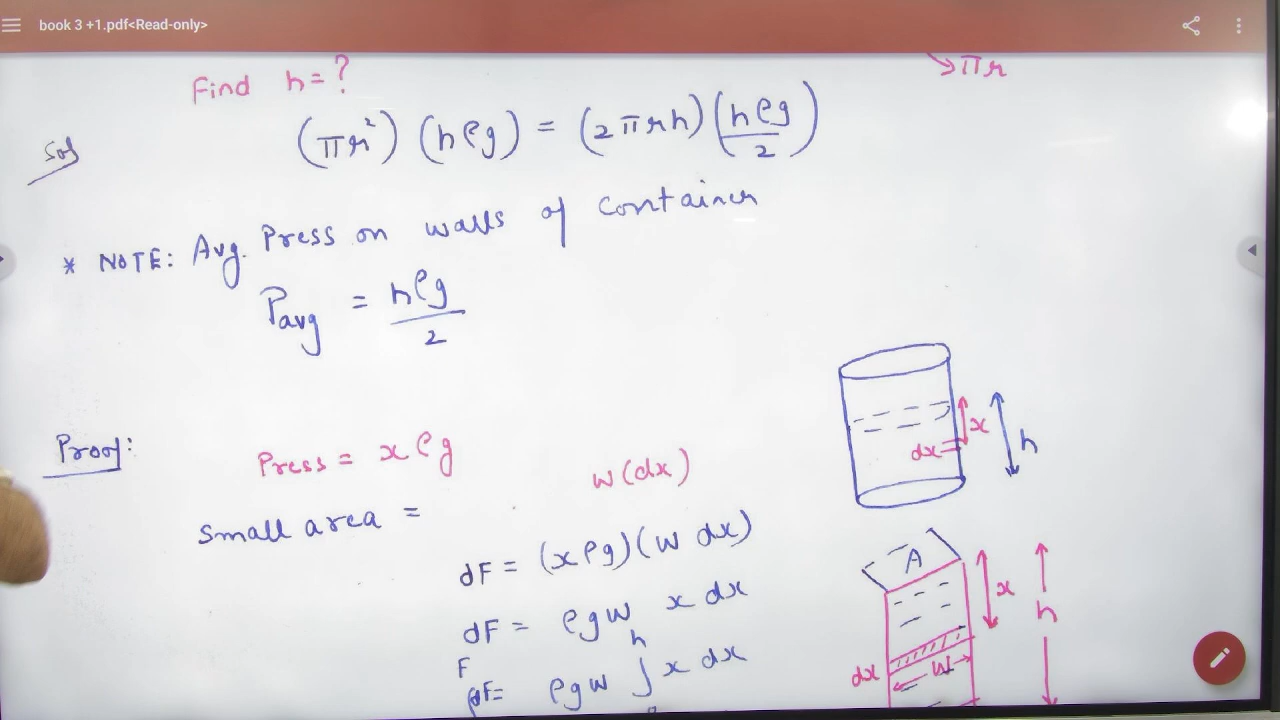 book 3 +1.pdf<Read-only>
Find h = ?
→ πr
Sol
(πr²) (hρg) = (2πrh) (hρg/2)
* NOTE: Avg. Press on walls of container
Pavg = hρg/2
Proof:
Press = xρg
w(dx)
Small area =
dF = (xρg)(w dx)
dF = ρgw x dx
F
dF = ρgw ∫ h x dx
x
dx
h
A
x
h
dx
w